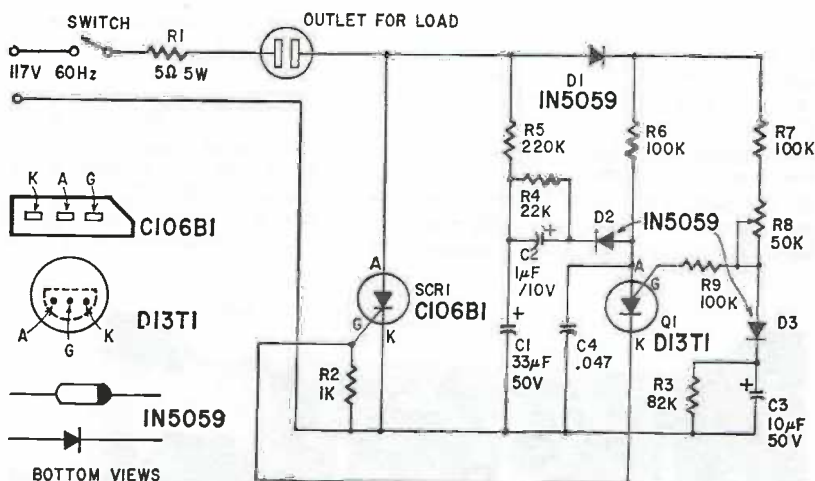 SWITCH
OUTLET FOR LOAD
R1
117V 60Hz
5Ω 5W
D1
IN5059
R5
220K
R6
100K
R7
100K
R4
22K
D2
IN5059
R8
50K
C2
1µF
/10V
K A G
C106B1
A
SCR1
C106B1
G
K
A
G
R9
100K
Q1
D13T1
K
D3
D13T1
A
G
K
R2
1K
+
C1
33µF
50V
C4
.047
R3
82K
+
C3
10µF
50V
+
IN5059
BOTTOM VIEWS